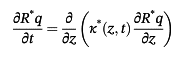 ∂R*q/∂t = ∂/∂z (κ*(z,t) ∂R*q/∂z)